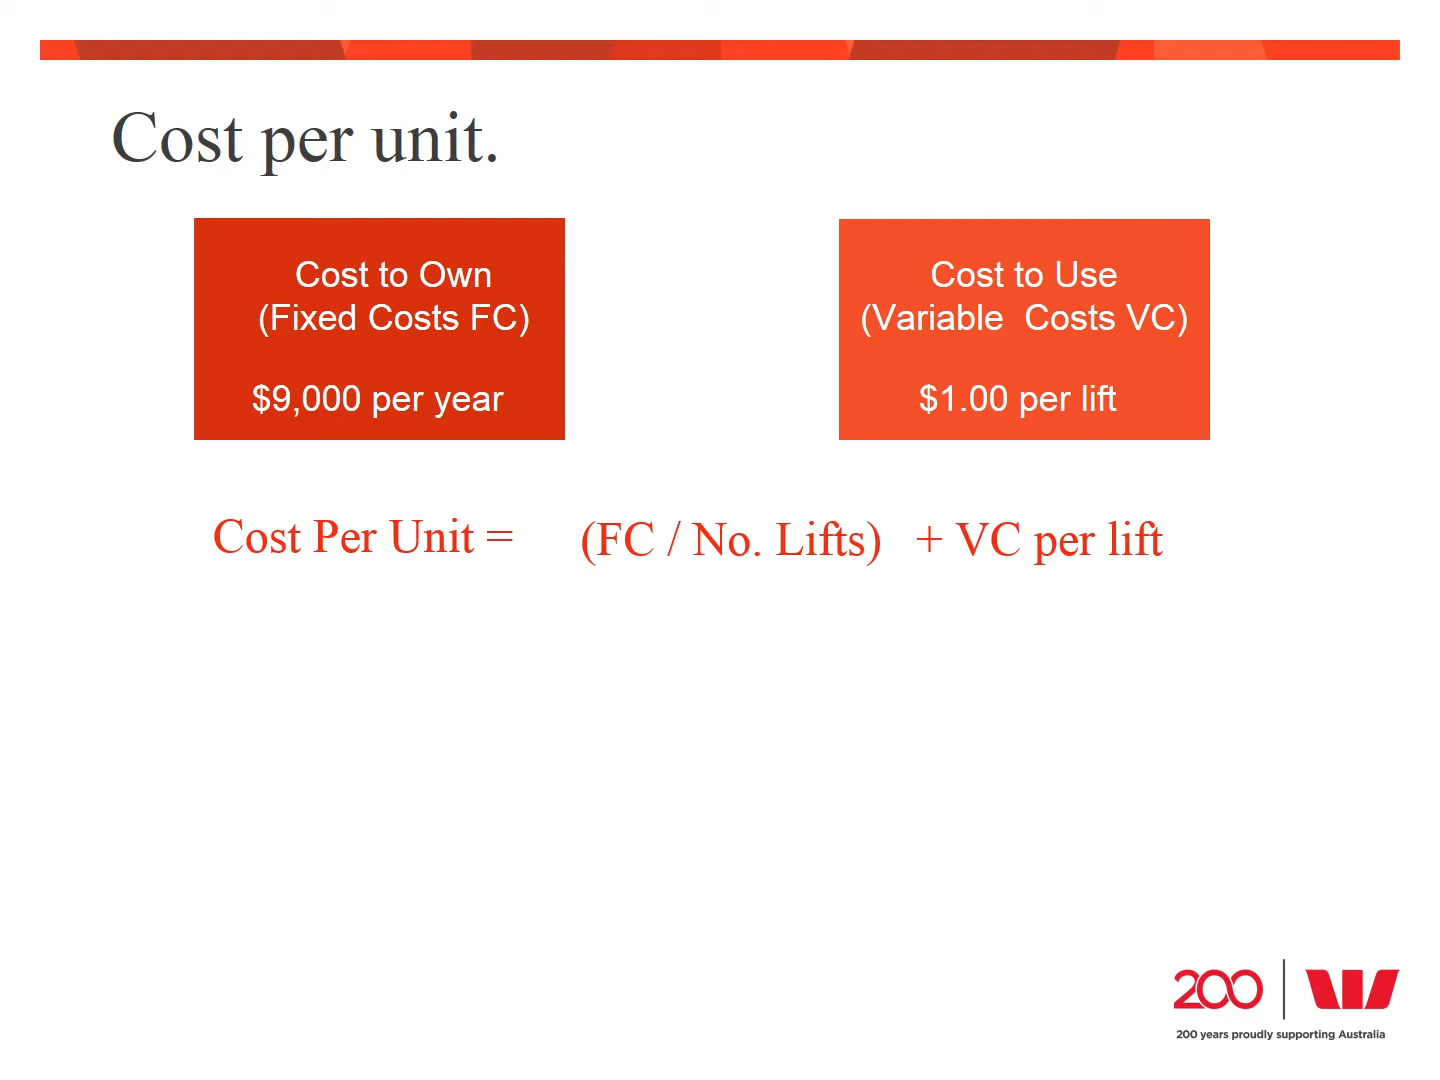 Cost per unit.
Cost to Own
(Fixed Costs FC)
$9,000 per year
Cost to Use
(Variable  Costs VC)
$1.00 per lift
Cost Per Unit = (FC / No. Lifts) + VC per lift
200
200 years proudly supporting Australia